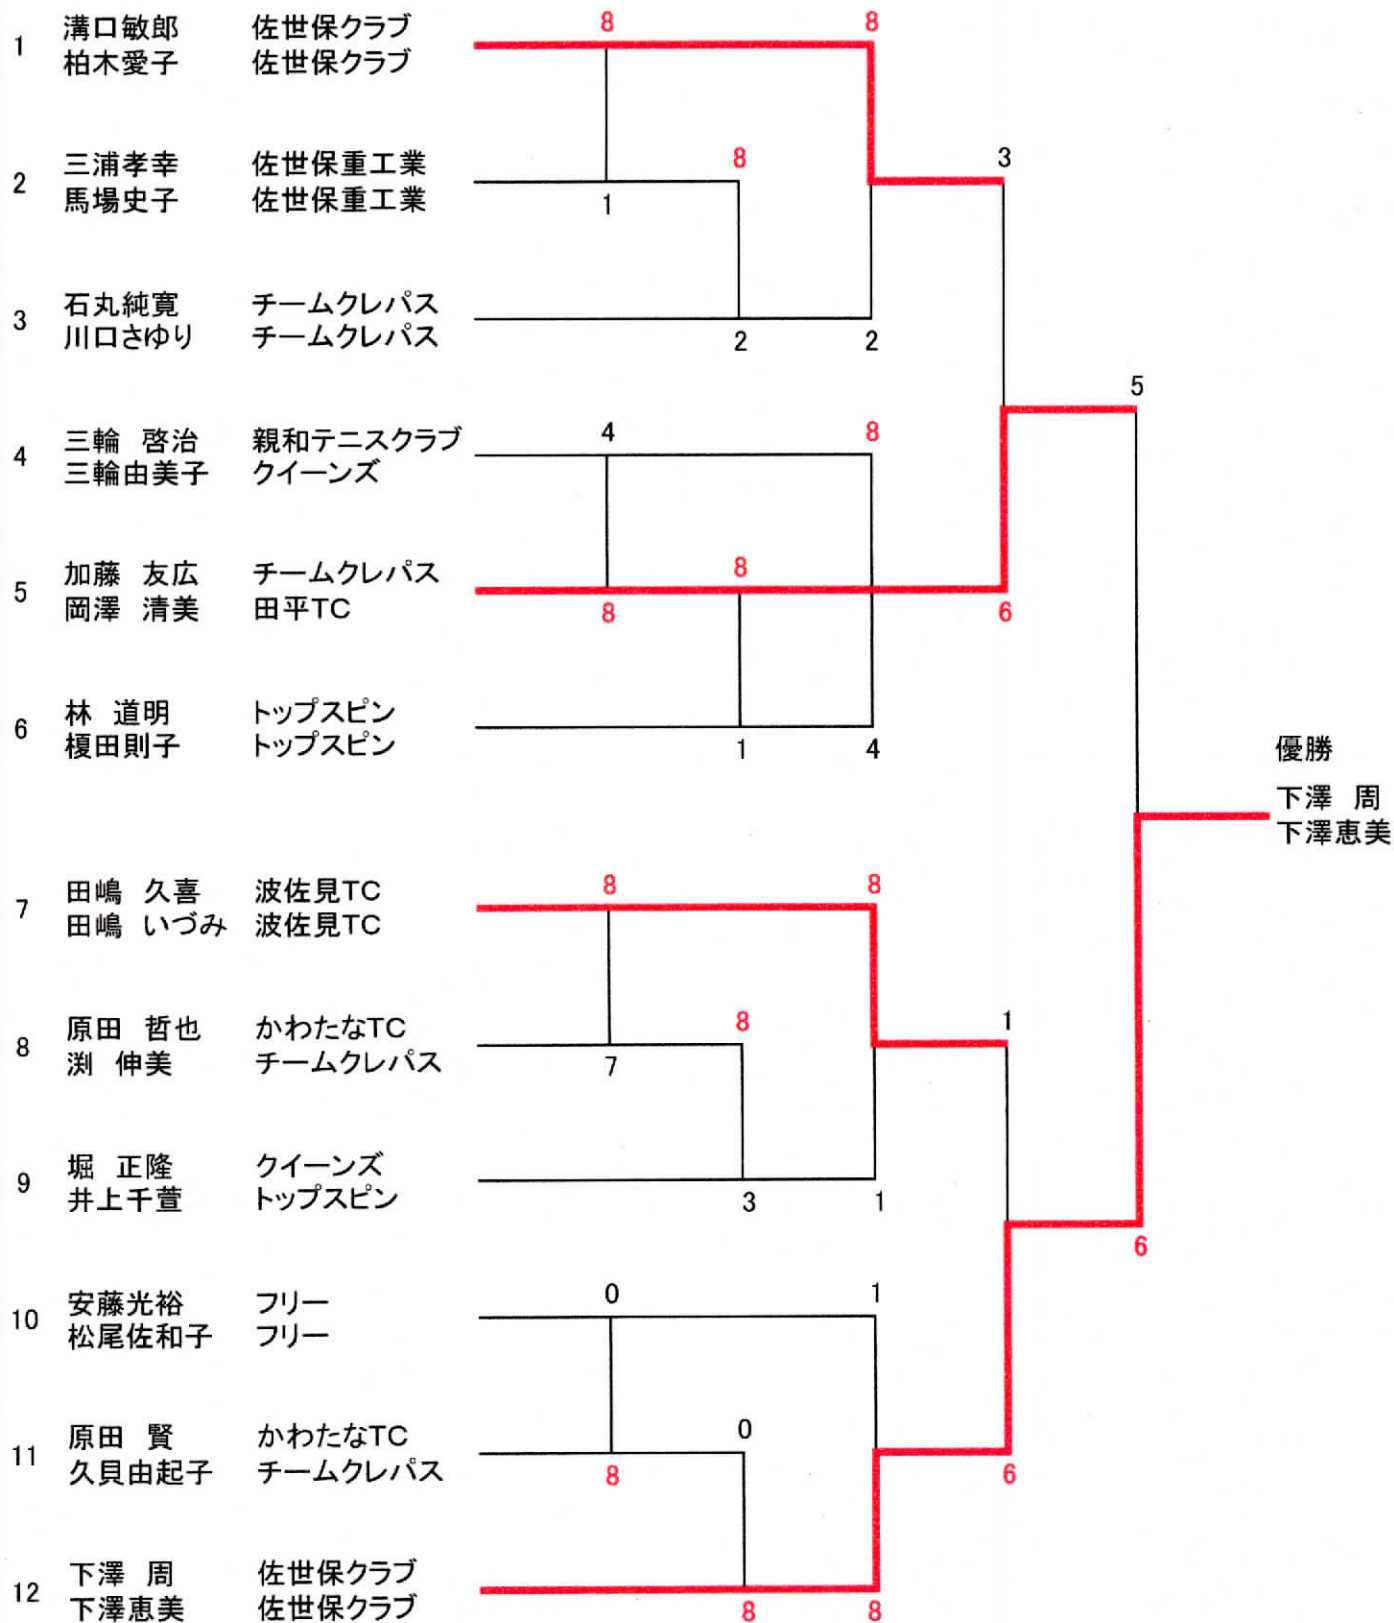 8 8
溝口敏郎 佐世保クラブ
1
柏木愛子 佐世保クラブ
8 3
三浦孝幸 佐世保重工業
2
馬場史子 佐世保重工業
1
石丸純寛 チームクレパス
3
川口さゆり チームクレパス
2 2
5
4 8
三輪 啓治 親和テニスクラブ
4
三輪由美子 クイーンズ
8
加藤 友広 チームクレパス
5
岡澤 清美 田平TC
8 6
林 道明 トップスピン
6
榎田則子 トップスピン
1 4
優勝
下澤 周
下澤恵美
8 8
田嶋 久喜 波佐見TC
7
田嶋 いづみ 波佐見TC
8 1
原田 哲也 かわたなTC
8
渕 伸美 チームクレパス
7
堀 正隆 クイーンズ
9
井上千萱 トップスピン
3 1
6
0 1
安藤光裕 フリー
10
松尾佐和子 フリー
0
原田 賢 かわたなTC
11
久貝由起子 チームクレパス
8 6
下澤 周 佐世保クラブ
12
下澤恵美 佐世保クラブ
8 8